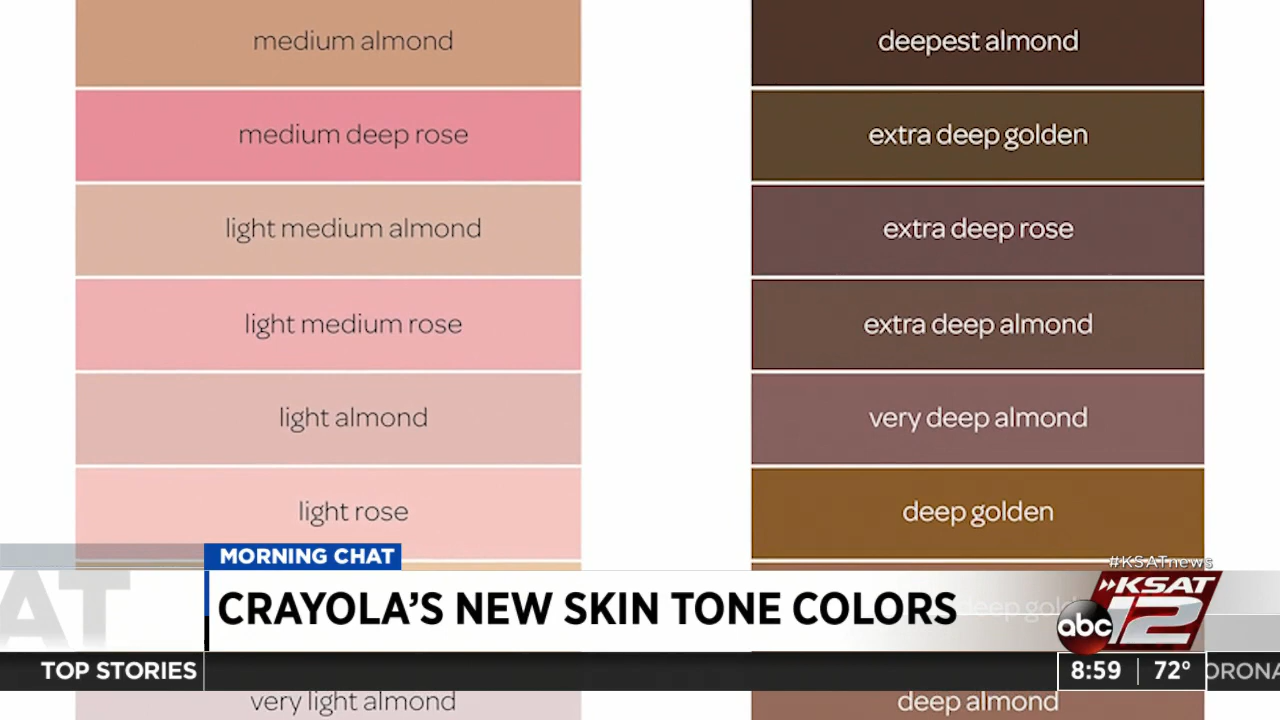 medium almond
medium deep rose
light medium almond
light medium rose
light almond
light rose
very light almond
deepest almond
extra deep golden
extra deep rose
extra deep almond
very deep almond
deep golden
deep almond
MORNING CHAT
CRAYOLA'S NEW SKIN TONE COLORS
#KSATnews
KSAT
abc 12
TOP STORIES
8:59 72°